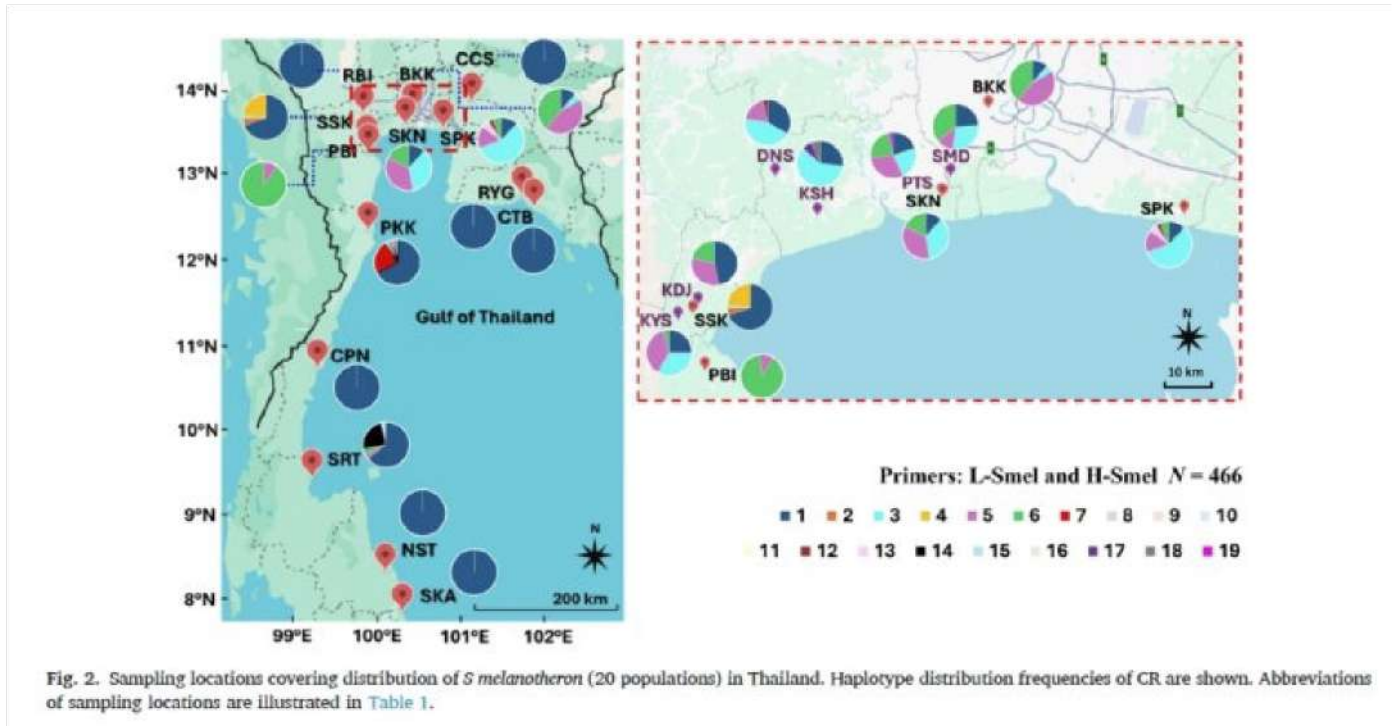 CCS
RBI
BKK
14°N
SSK
SKN
SPK
PBI
13°N
RYG
CTB
PKK
12°N
Gulf of Thailand
11°N
CPN
10°N
SRT
9°N
N
NST
8°N
SKA
200 km
99°E
100°E
101°E
102°E
BKK
DNS
SMD
KSH
PTS
SKN
SPK
KDJ
KYS
SSK
N
PBI
10 km
Primers: L-Smel and H-Smel N = 466
1 2 3 4 5 6 7 8 9 10
11 12 13 14 15 16 17 18 19
Fig. 2. Sampling locations covering distribution of S melanotheron (20 populations) in Thailand. Haplotype distribution frequencies of CR are shown. Abbreviations
of sampling locations are illustrated in Table 1.